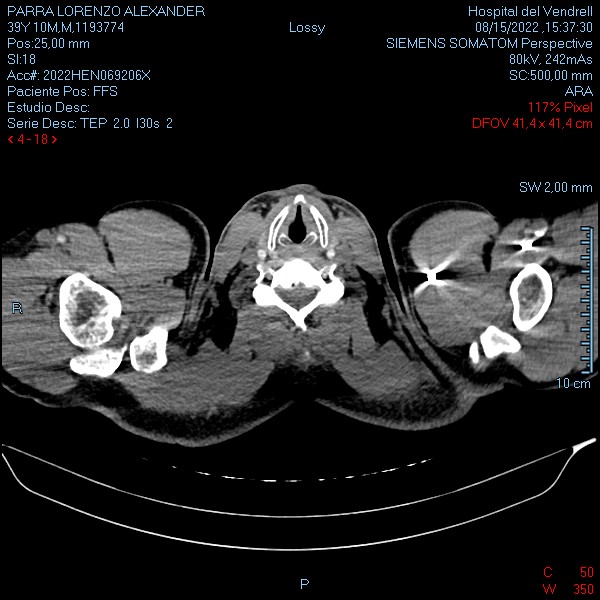 PARRA LORENZO ALEXANDER
39Y 10M,M,1193774
Pos:25,00 mm
SI:18
Acc#: 2022HEN069206X
Paciente Pos: FFS
Estudio Desc:
Serie Desc: TEP 2.0 I30s 2
< 4-18 >
Lossy
Hospital del Vendrell
08/15/2022 ,15:37:30
SIEMENS SOMATOM Perspective
80kV, 242mAs
SC:500,00 mm
ARA
117% Pixel
DFOV 41,4 x 41,4 cm
SW 2,00 mm
R
10 cm
P
C 50
W 350